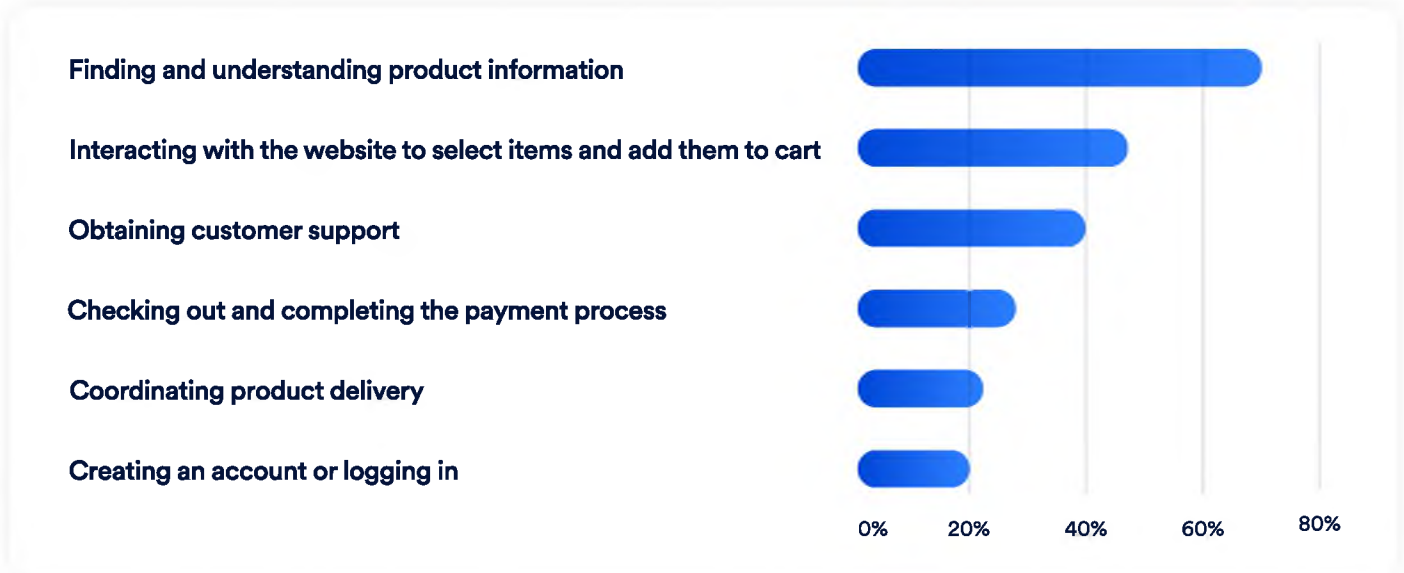 Finding and understanding product information
Interacting with the website to select items and add them to cart
Obtaining customer support
Checking out and completing the payment process
Coordinating product delivery
Creating an account or logging in
0% 20% 40% 60% 80%